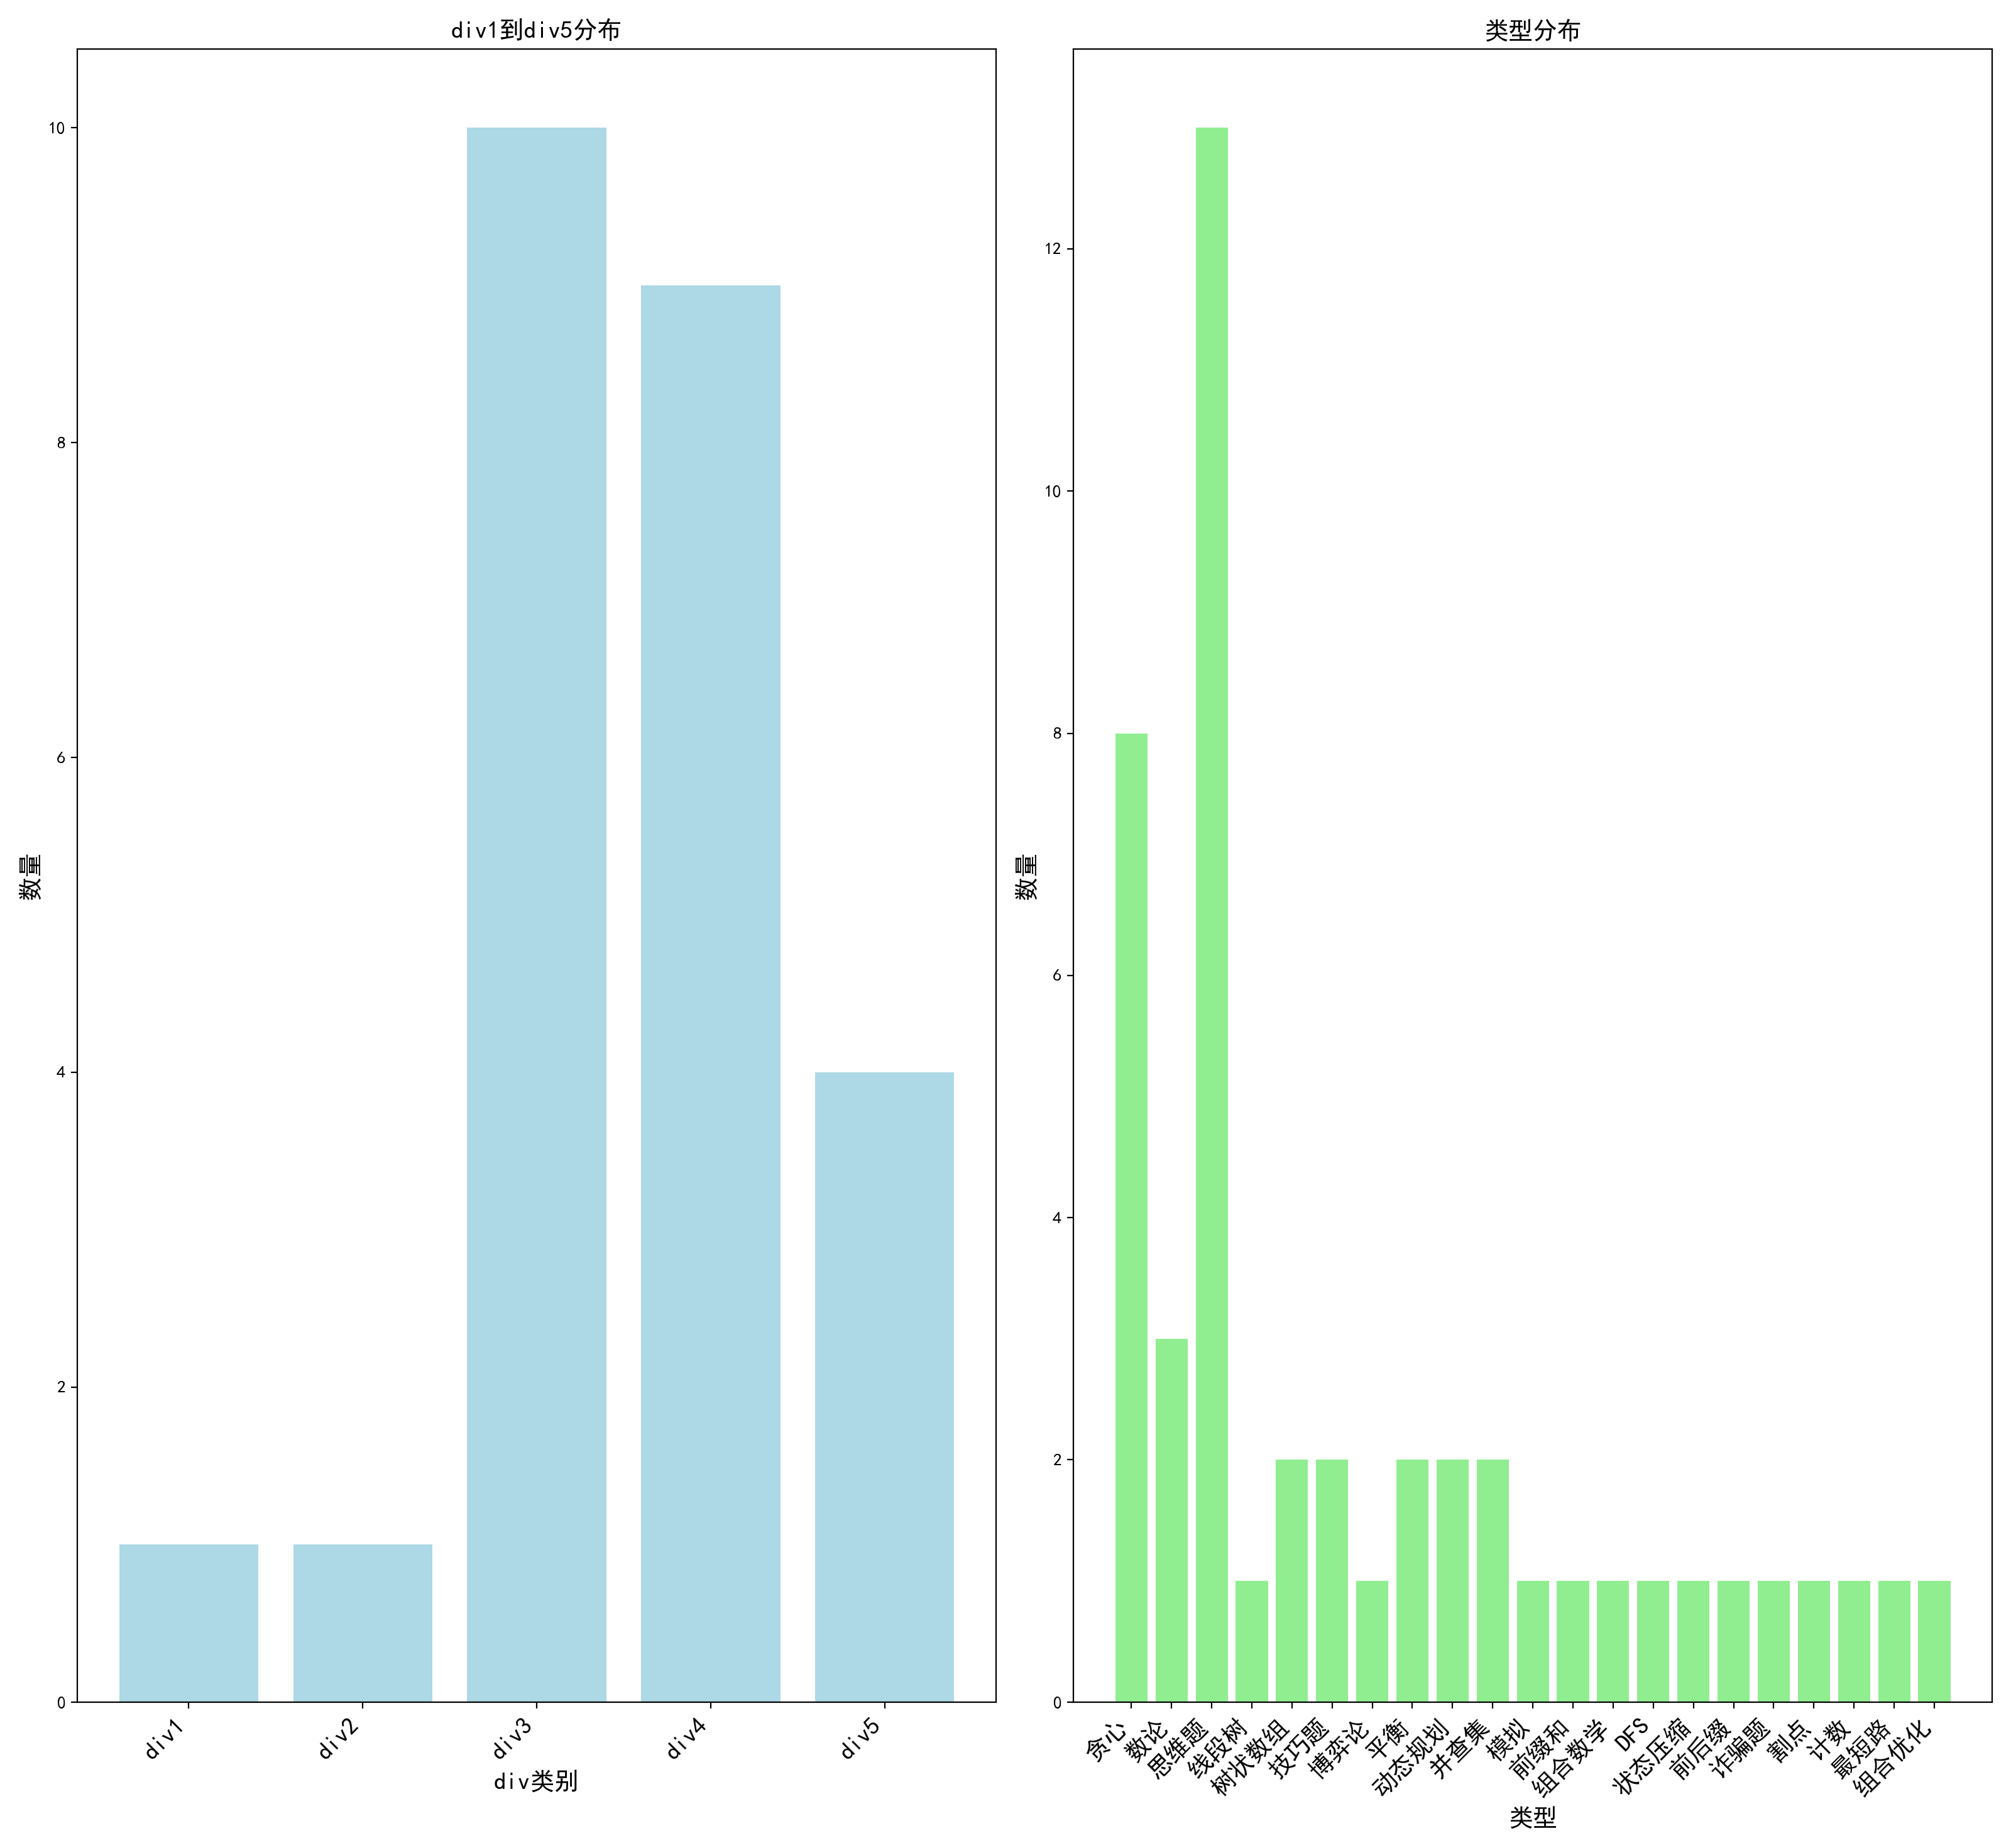 div1到div5分布
数量
10
8
6
4
2
0
div1
div2
div3
div4
div5
div类别
类型分布
数量
12
10
8
6
4
2
0
贪心
数论
思维题
线段树
树状数组
技巧题
博弈论
平衡
动态规划
并查集
模拟
前缀和
组合数学
DFS
状态压缩
前后缀
诈骗题
割点
计数
最短路
组合优化
类型